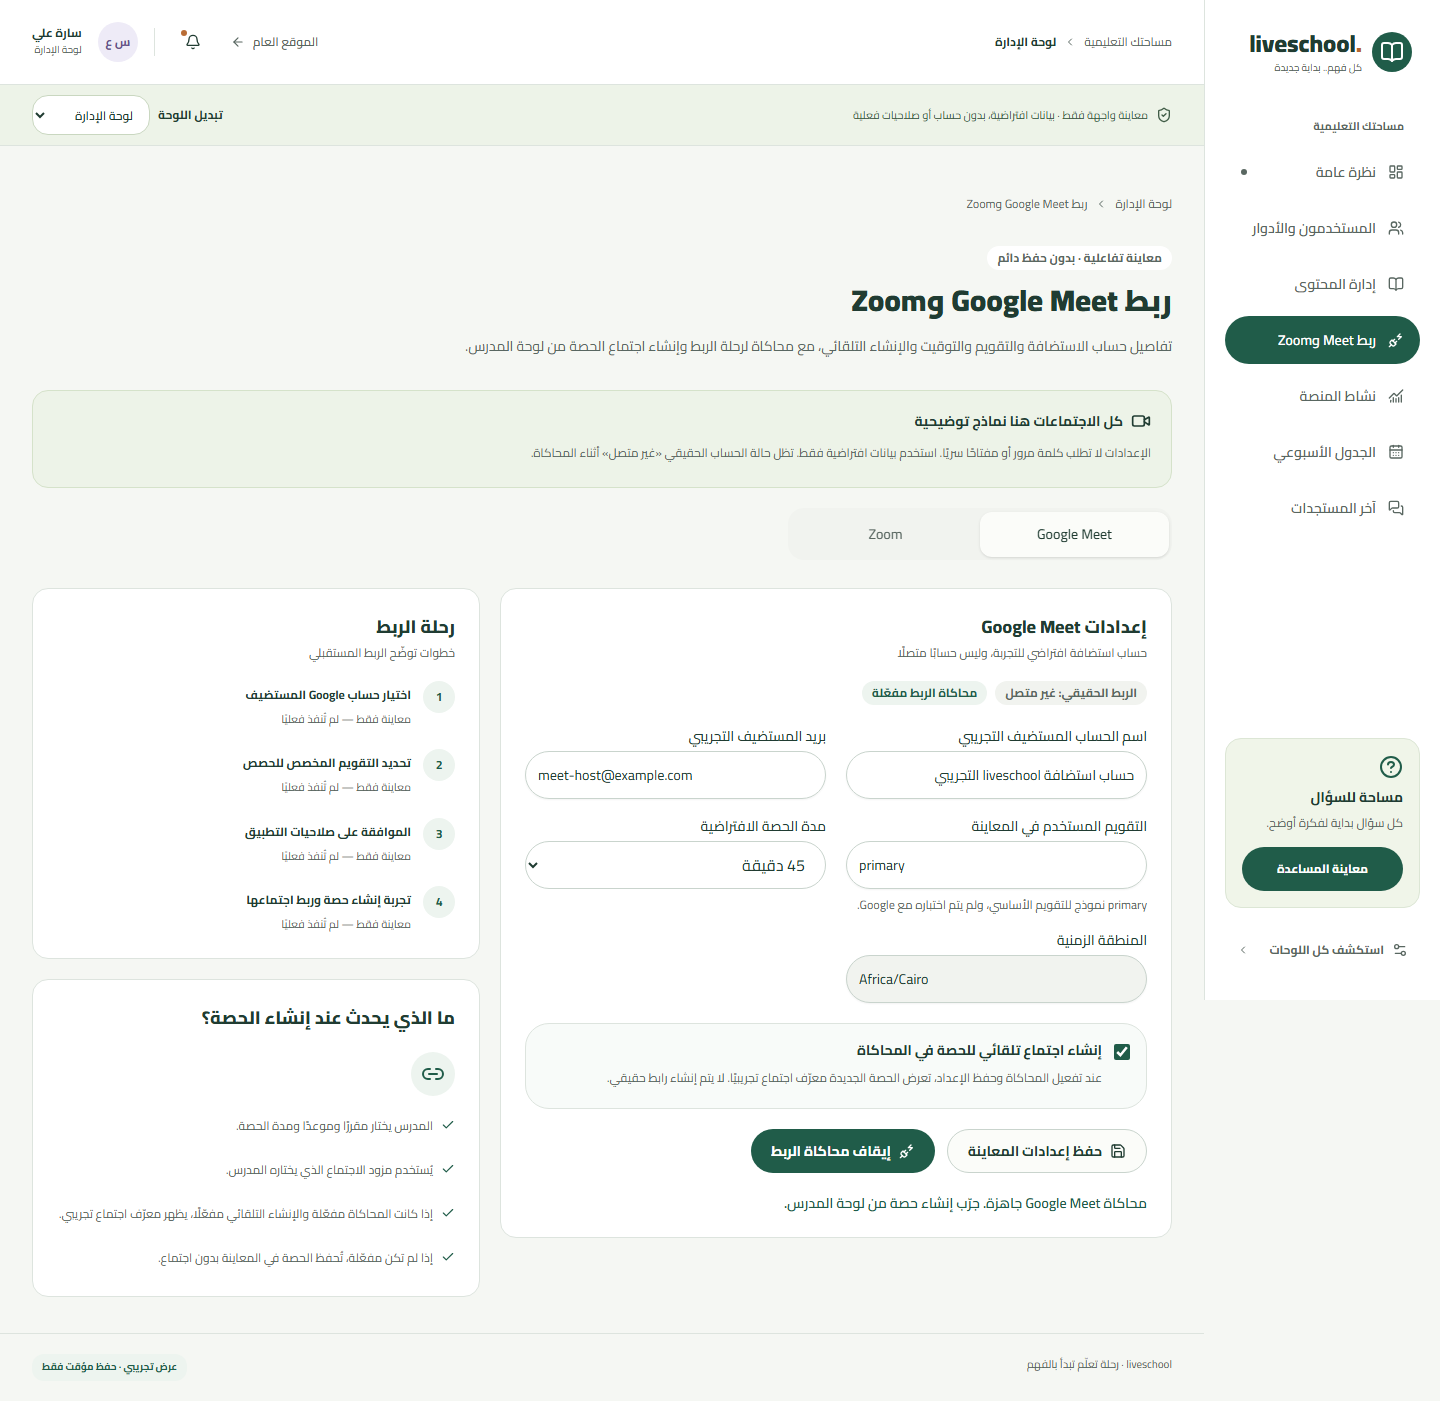 liveschool.
كل فهم.. بداية جديدة
مساحتك التعليمية
نظرة عامة
المستخدمون والأدوار
إدارة المحتوى
ربط Meet وZoom
نشاط المنصة
الجدول الأسبوعي
آخر المستجدات
مساحة للسؤال
كل سؤال بداية لفكرة أوضح.
معاينة المساعدة
استكشف كل اللوحات
مساحتك التعليمية
لوحة الإدارة
الموقع العام
س ع
سارة علي
لوحة الإدارة
معاينة واجهة فقط · بيانات افتراضية، بدون حساب أو صلاحيات فعلية
تبديل اللوحة
لوحة الإدارة
لوحة الإدارة
ربط Google Meet وZoom
معاينة تفاعلية · بدون حفظ دائم
ربط Google Meet وZoom
تفاصيل حساب الاستضافة والتقويم والتوقيت والإنشاء التلقائي، مع محاكاة لرحلة الربط وإنشاء اجتماع الحصة من لوحة المدرس.
كل الاجتماعات هنا نماذج توضيحية
الإعدادات لا تطلب كلمة مرور أو مفتاحًا سريًا. استخدم بيانات افتراضية فقط. تظل حالة الحساب الحقيقي «غير متصل» أثناء المحاكاة.
Google Meet
Zoom
إعدادات Google Meet
حساب استضافة افتراضي للتجربة، وليس حسابًا متصلًا
الربط الحقيقي: غير متصل
محاكاة الربط مفعّلة
اسم الحساب المستضيف التجريبي
حساب استضافة liveschool التجريبي
بريد المستضيف التجريبي
meet-host@example.com
التقويم المستخدم في المعاينة
primary
primary نموذج للتقويم الأساسي، ولم يتم اختباره مع Google.
مدة الحصة الافتراضية
45 دقيقة
المنطقة الزمنية
Africa/Cairo
إنشاء اجتماع تلقائي للحصة في المحاكاة
عند تفعيل المحاكاة وحفظ الإعداد، تعرض الحصة الجديدة معرّف اجتماع تجريبيًا. لا يتم إنشاء رابط حقيقي.
حفظ إعدادات المعاينة
إيقاف محاكاة الربط
محاكاة Google Meet جاهزة. جرّب إنشاء حصة من لوحة المدرس.
رحلة الربط
خطوات توضّح الربط المستقبلي
1
اختيار حساب Google المستضيف
معاينة فقط — لم تُنفذ فعليًا
2
تحديد التقويم المخصص للحصص
معاينة فقط — لم تُنفذ فعليًا
3
الموافقة على صلاحيات التطبيق
معاينة فقط — لم تُنفذ فعليًا
4
تجربة إنشاء حصة وربط اجتماعها
معاينة فقط — لم تُنفذ فعليًا
ما الذي يحدث عند إنشاء الحصة؟
المدرس يختار مقررًا وموعدًا ومدة الحصة.
يُستخدم مزود الاجتماع الذي يختاره المدرس.
إذا كانت المحاكاة مفعّلة والإنشاء التلقائي مفعّلًا، يظهر معرّف اجتماع تجريبي.
إذا لم تكن مفعّلة، تُحفظ الحصة في المعاينة بدون اجتماع.
liveschool · رحلة تعلّم تبدأ بالفهم
عرض تجريبي · حفظ مؤقت فقط